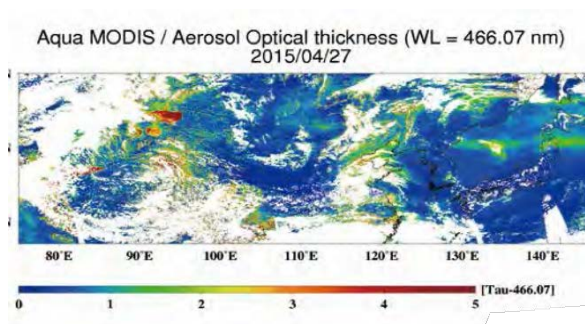 Aqua MODIS / Aerosol Optical thickness (WL = 466.07 nm)
2015/04/27
80°E 90°E 100°E 110°E 120°E 130°E 140°E
[Tau-466.07]
0 1 2 3 4 5